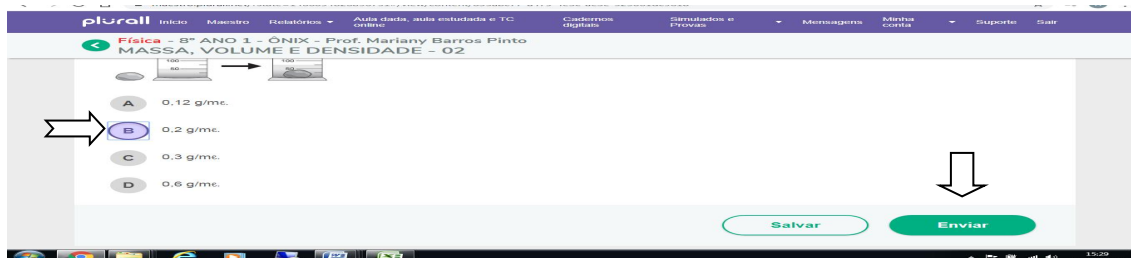 plurall Início Maestro Relatórios Aula dada, aula estudada e TC online Cadernos digitais Simulados e Provas Mensagens Minha conta Suporte Sair
Física - 8º ANO 1 - ÔNIX - Prof. Mariany Barros Pinto
MASSA, VOLUME E DENSIDADE - 02
100 100
50 50
A 0,12 g/mℓ.
B 0,2 g/mℓ.
C 0,3 g/mℓ.
D 0,6 g/mℓ.
Salvar Enviar
15:29